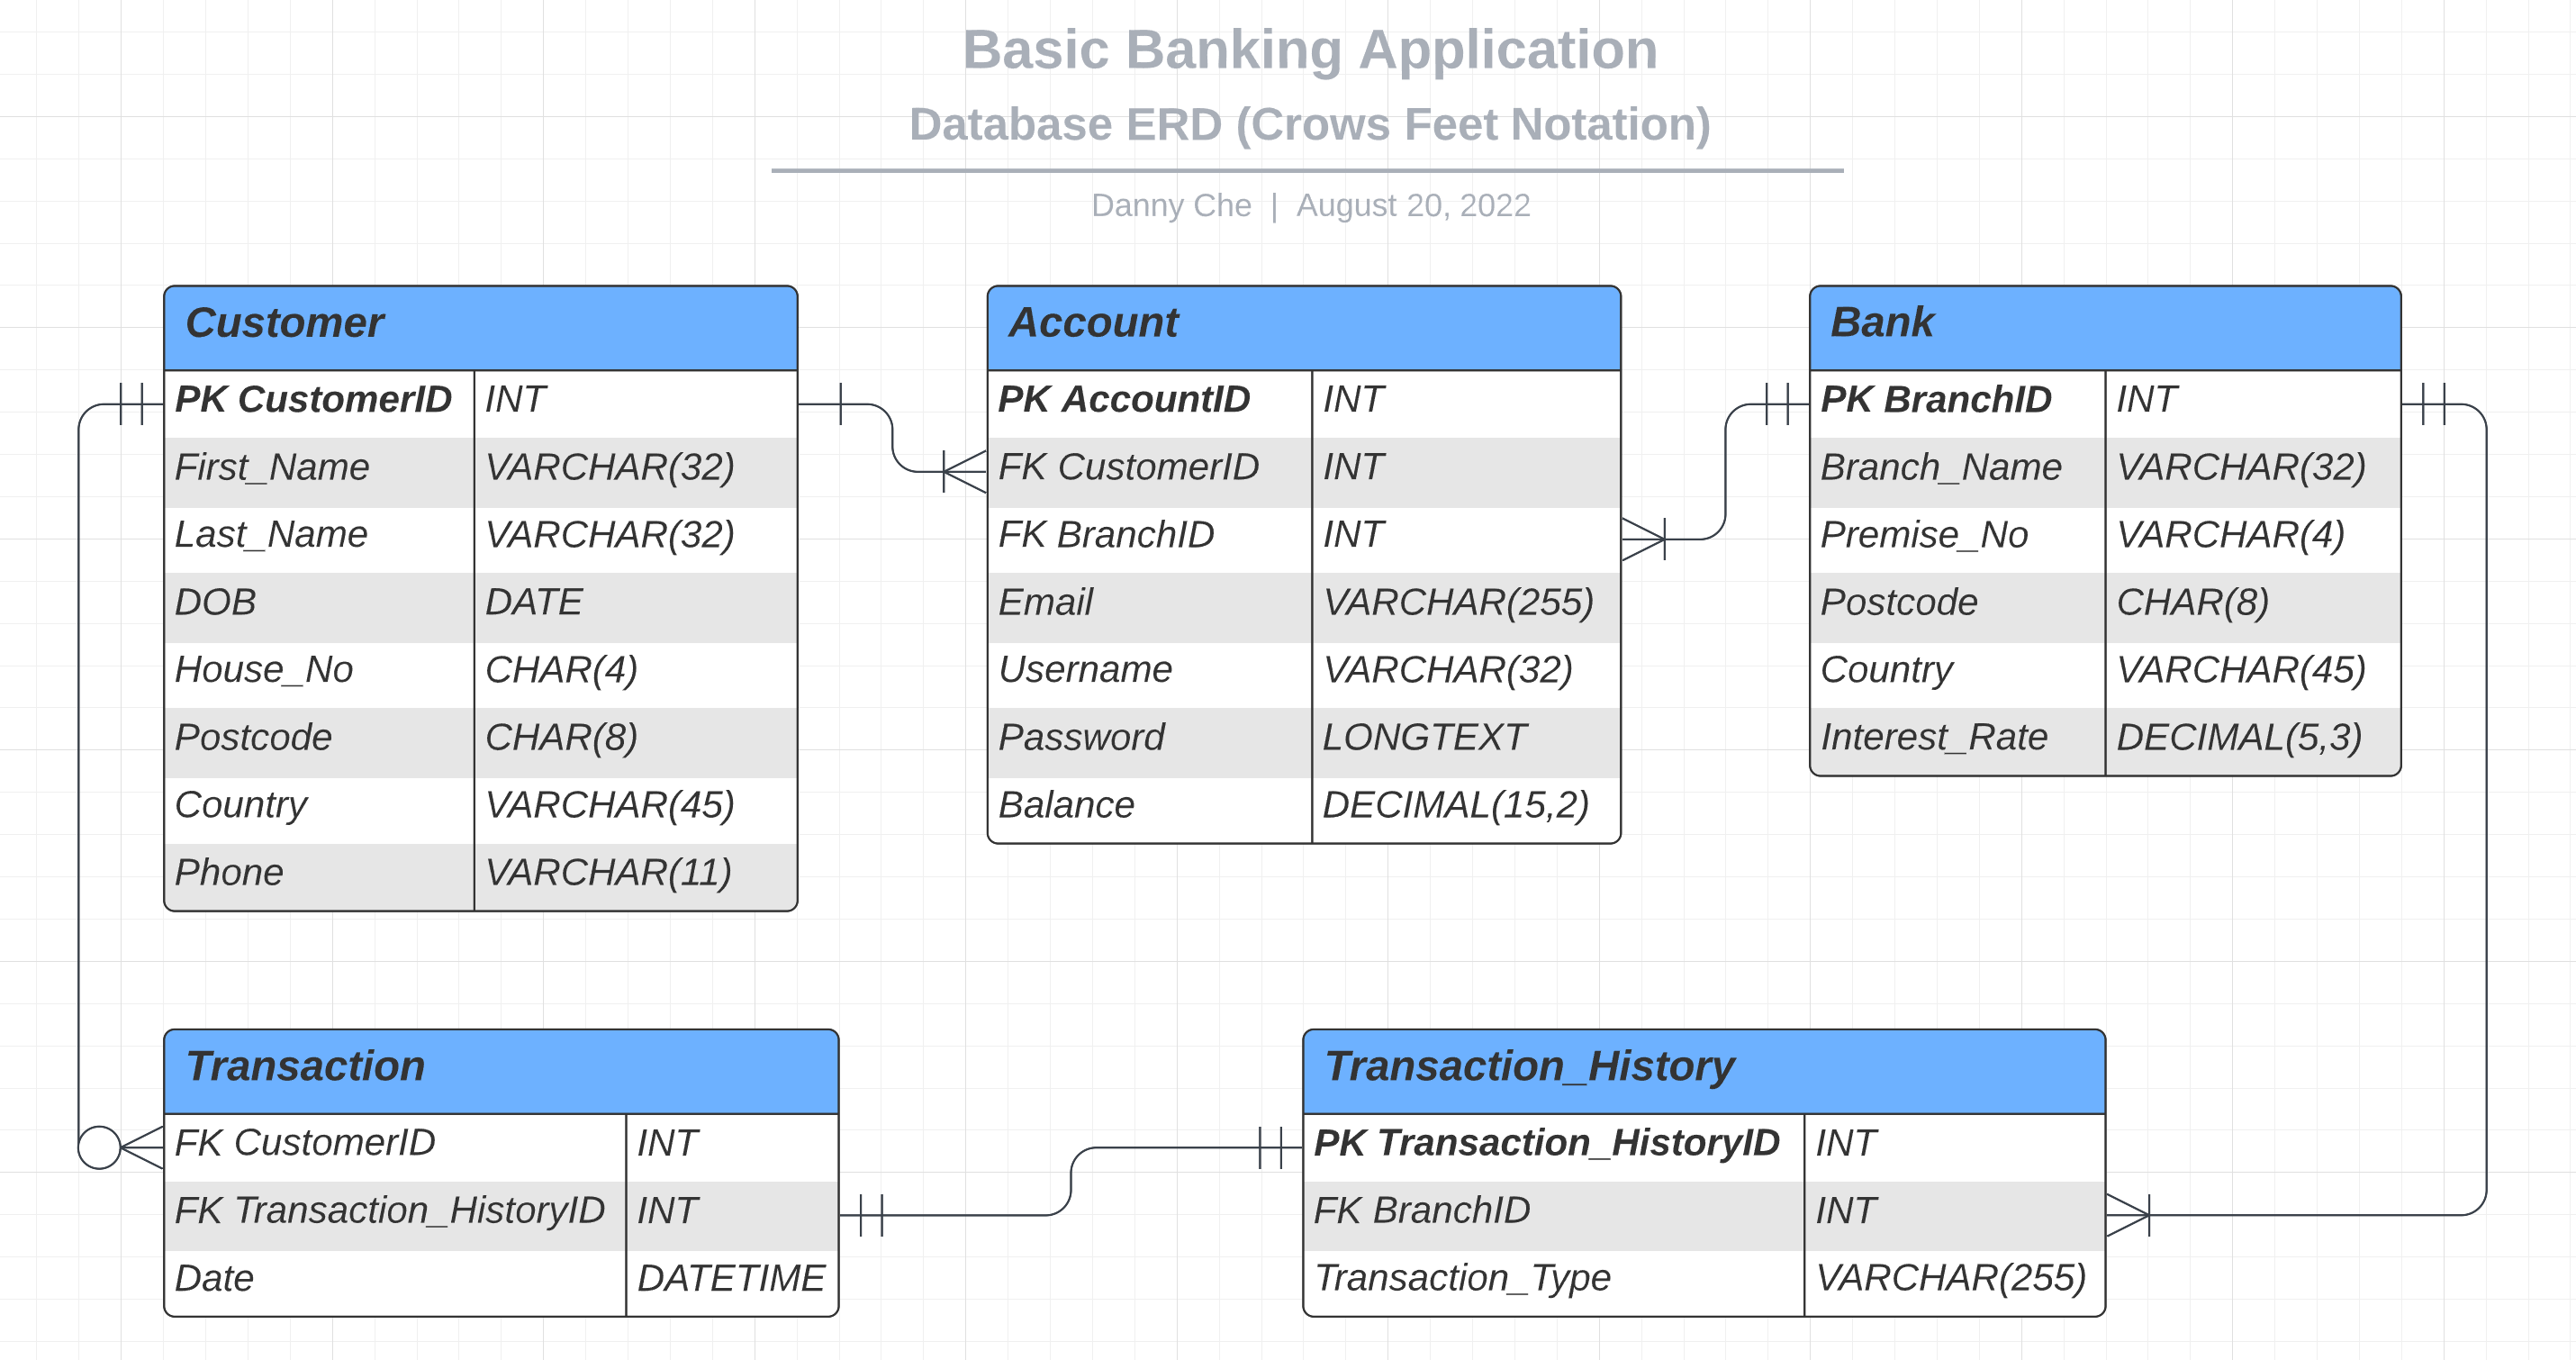 Basic Banking Application
Database ERD (Crows Feet Notation)
Danny Che | August 20, 2022
Customer
PK CustomerID INT
First_Name VARCHAR(32)
Last_Name VARCHAR(32)
DOB DATE
House_No CHAR(4)
Postcode CHAR(8)
Country VARCHAR(45)
Phone VARCHAR(11)
Account
PK AccountID INT
FK CustomerID INT
FK BranchID INT
Email VARCHAR(255)
Username VARCHAR(32)
Password LONGTEXT
Balance DECIMAL(15,2)
Bank
PK BranchID INT
Branch_Name VARCHAR(32)
Premise_No VARCHAR(4)
Postcode CHAR(8)
Country VARCHAR(45)
Interest_Rate DECIMAL(5,3)
Transaction
FK CustomerID INT
FK Transaction_HistoryID INT
Date DATETIME
Transaction_History
PK Transaction_HistoryID INT
FK BranchID INT
Transaction_Type VARCHAR(255)